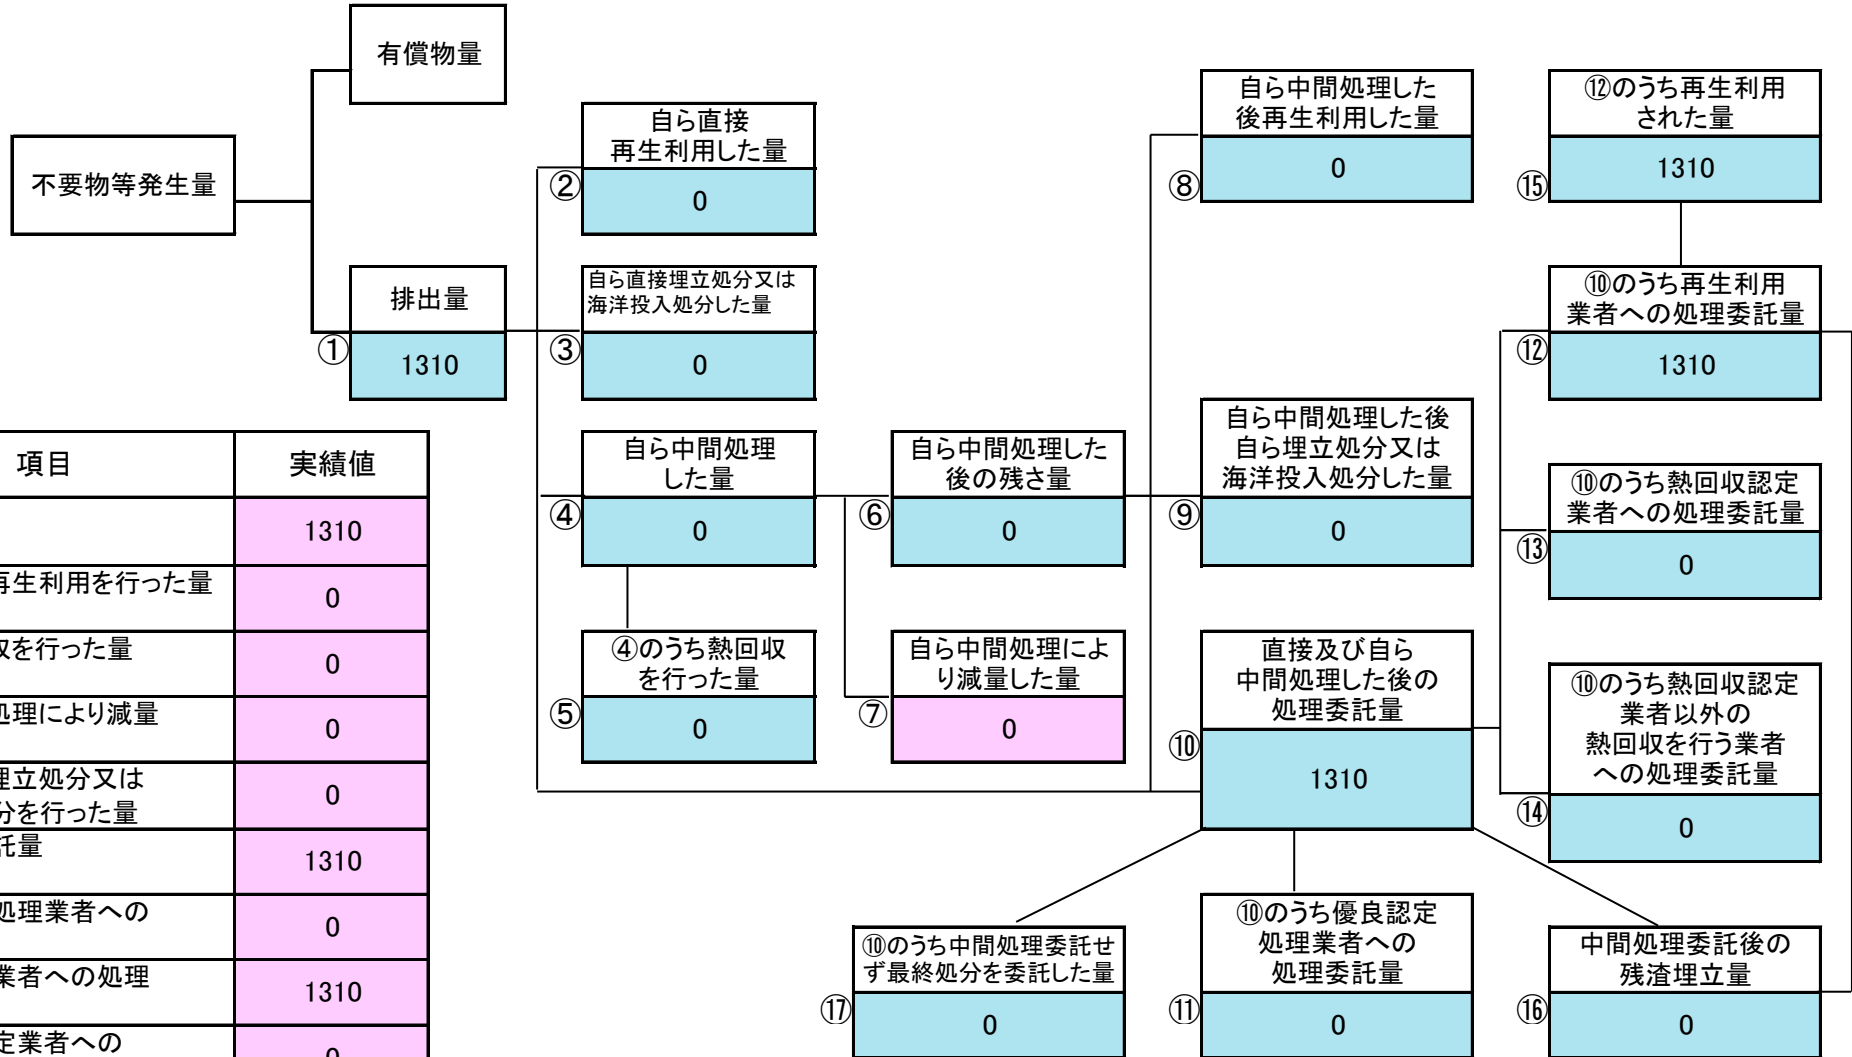 有償物量
不要物等発生量
排出量
①
1310
自ら直接
再生利用した量
②
0
自ら直接埋立処分又は
海洋投入処分した量
③
0
自ら中間処理
した量
④
0
④のうち熱回収
を行った量
⑤
0
自ら中間処理した
後の残さ量
⑥
0
自ら中間処理によ
り減量した量
⑦
0
自ら中間処理した
後再生利用した量
⑧
0
自ら中間処理した後
自ら埋立処分又は
海洋投入処分した量
⑨
0
直接及び自ら
中間処理した後の
処理委託量
⑩
1310
⑫のうち再生利用
された量
⑮
1310
⑩のうち再生利用
業者への処理委託量
⑫
1310
⑩のうち熱回収認定
業者への処理委託量
⑬
0
⑩のうち熱回収認定
業者以外の
熱回収を行う業者
への処理委託量
⑭
0
⑩のうち中間処理委託せ
ず最終処分を委託した量
⑰
0
⑩のうち優良認定
処理業者への
処理委託量
⑪
0
中間処理委託後の
残渣埋立量
⑯
0
項目 実績値
1310
再生利用を行った量 0
を行った量 0
処理により減量 0
埋立処分又は
分を行った量 0
託量 1310
処理業者への 0
業者への処理 1310
定業者への 0